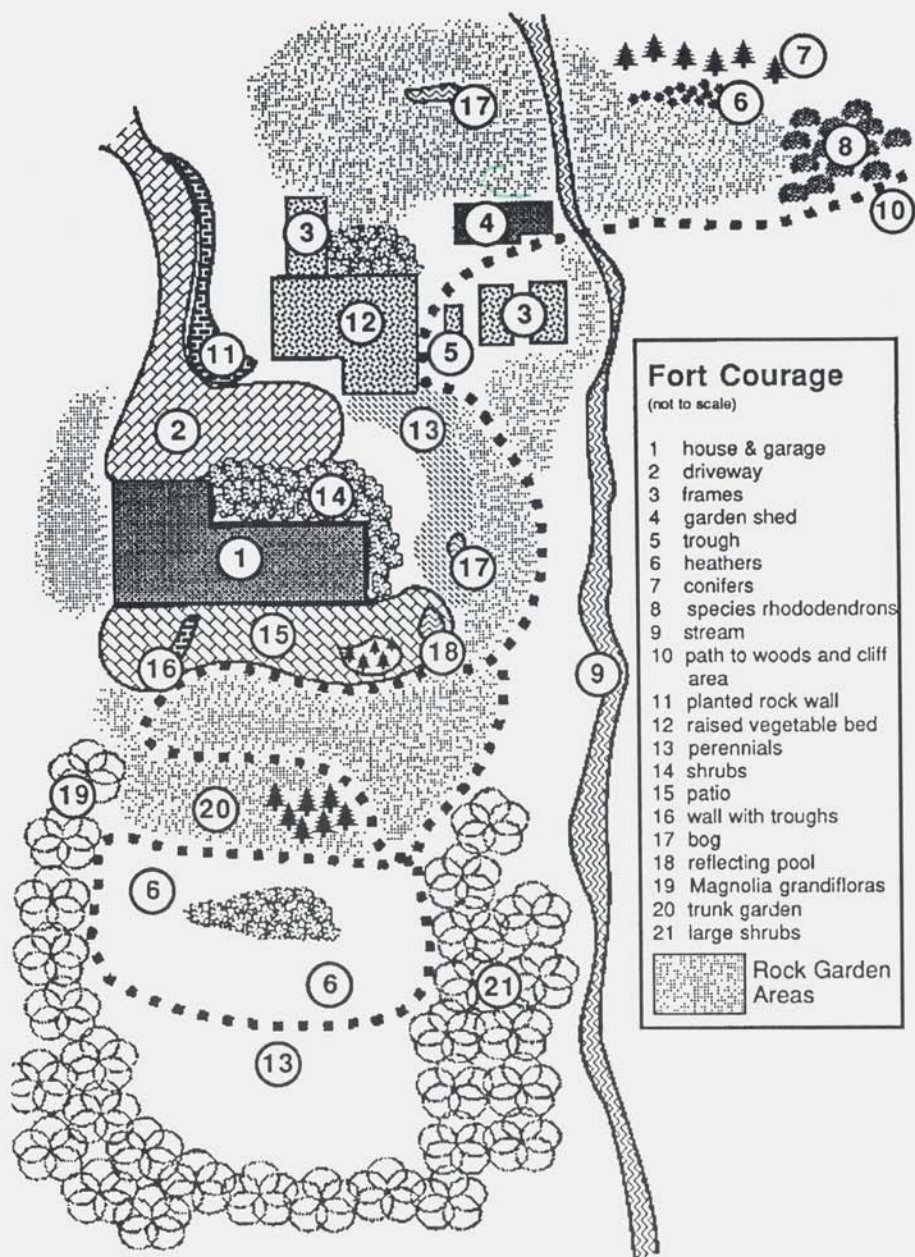 7
17
6
8
3
4
10
12
3
5
11
2
13
14
1
17
15
18
16
9
19
20
6
6
21
13
Fort Courage
(not to scale)
1 house & garage
2 driveway
3 frames
4 garden shed
5 trough
6 heathers
7 conifers
8 species rhododendrons
9 stream
10 path to woods and cliff
area
11 planted rock wall
12 raised vegetable bed
13 perennials
14 shrubs
15 patio
16 wall with troughs
17 bog
18 reflecting pool
19 Magnolia grandifloras
20 trunk garden
21 large shrubs
Rock Garden
Areas